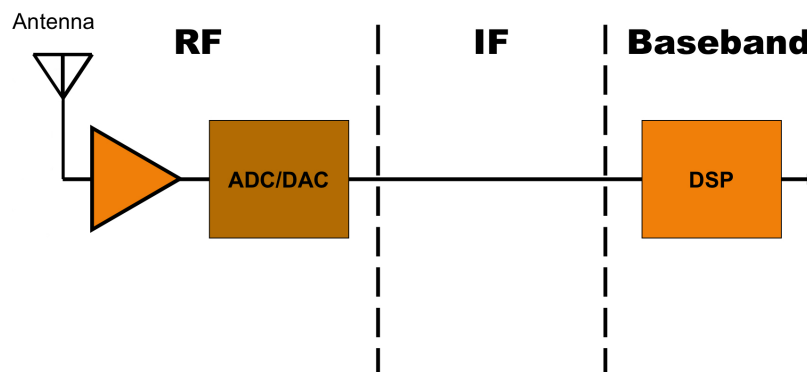 Antenna
RF
IF
Baseband
ADC/DAC
DSP